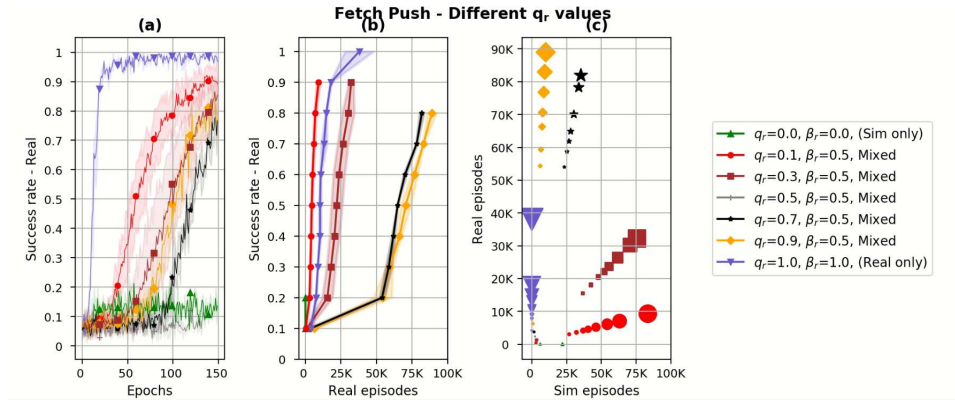 Fetch Push - Different qr values
(a)
(b)
(c)
Success rate - Real
1
0.9
0.8
0.7
0.6
0.5
0.4
0.3
0.2
0.1
0
0
50
100
150
Epochs
Success rate - Real
1
0.9
0.8
0.7
0.6
0.5
0.4
0.3
0.2
0.1
0
0
25K
50K
75K
100K
Real episodes
Real episodes
90K
80K
70K
60K
50K
40K
30K
20K
10K
0
0
25K
50K
75K
100K
Sim episodes
qr=0.0, βr=0.0, (Sim only)
qr=0.1, βr=0.5, Mixed
qr=0.3, βr=0.5, Mixed
qr=0.5, βr=0.5, Mixed
qr=0.7, βr=0.5, Mixed
qr=0.9, βr=0.5, Mixed
qr=1.0, βr=0.5, (Real only)